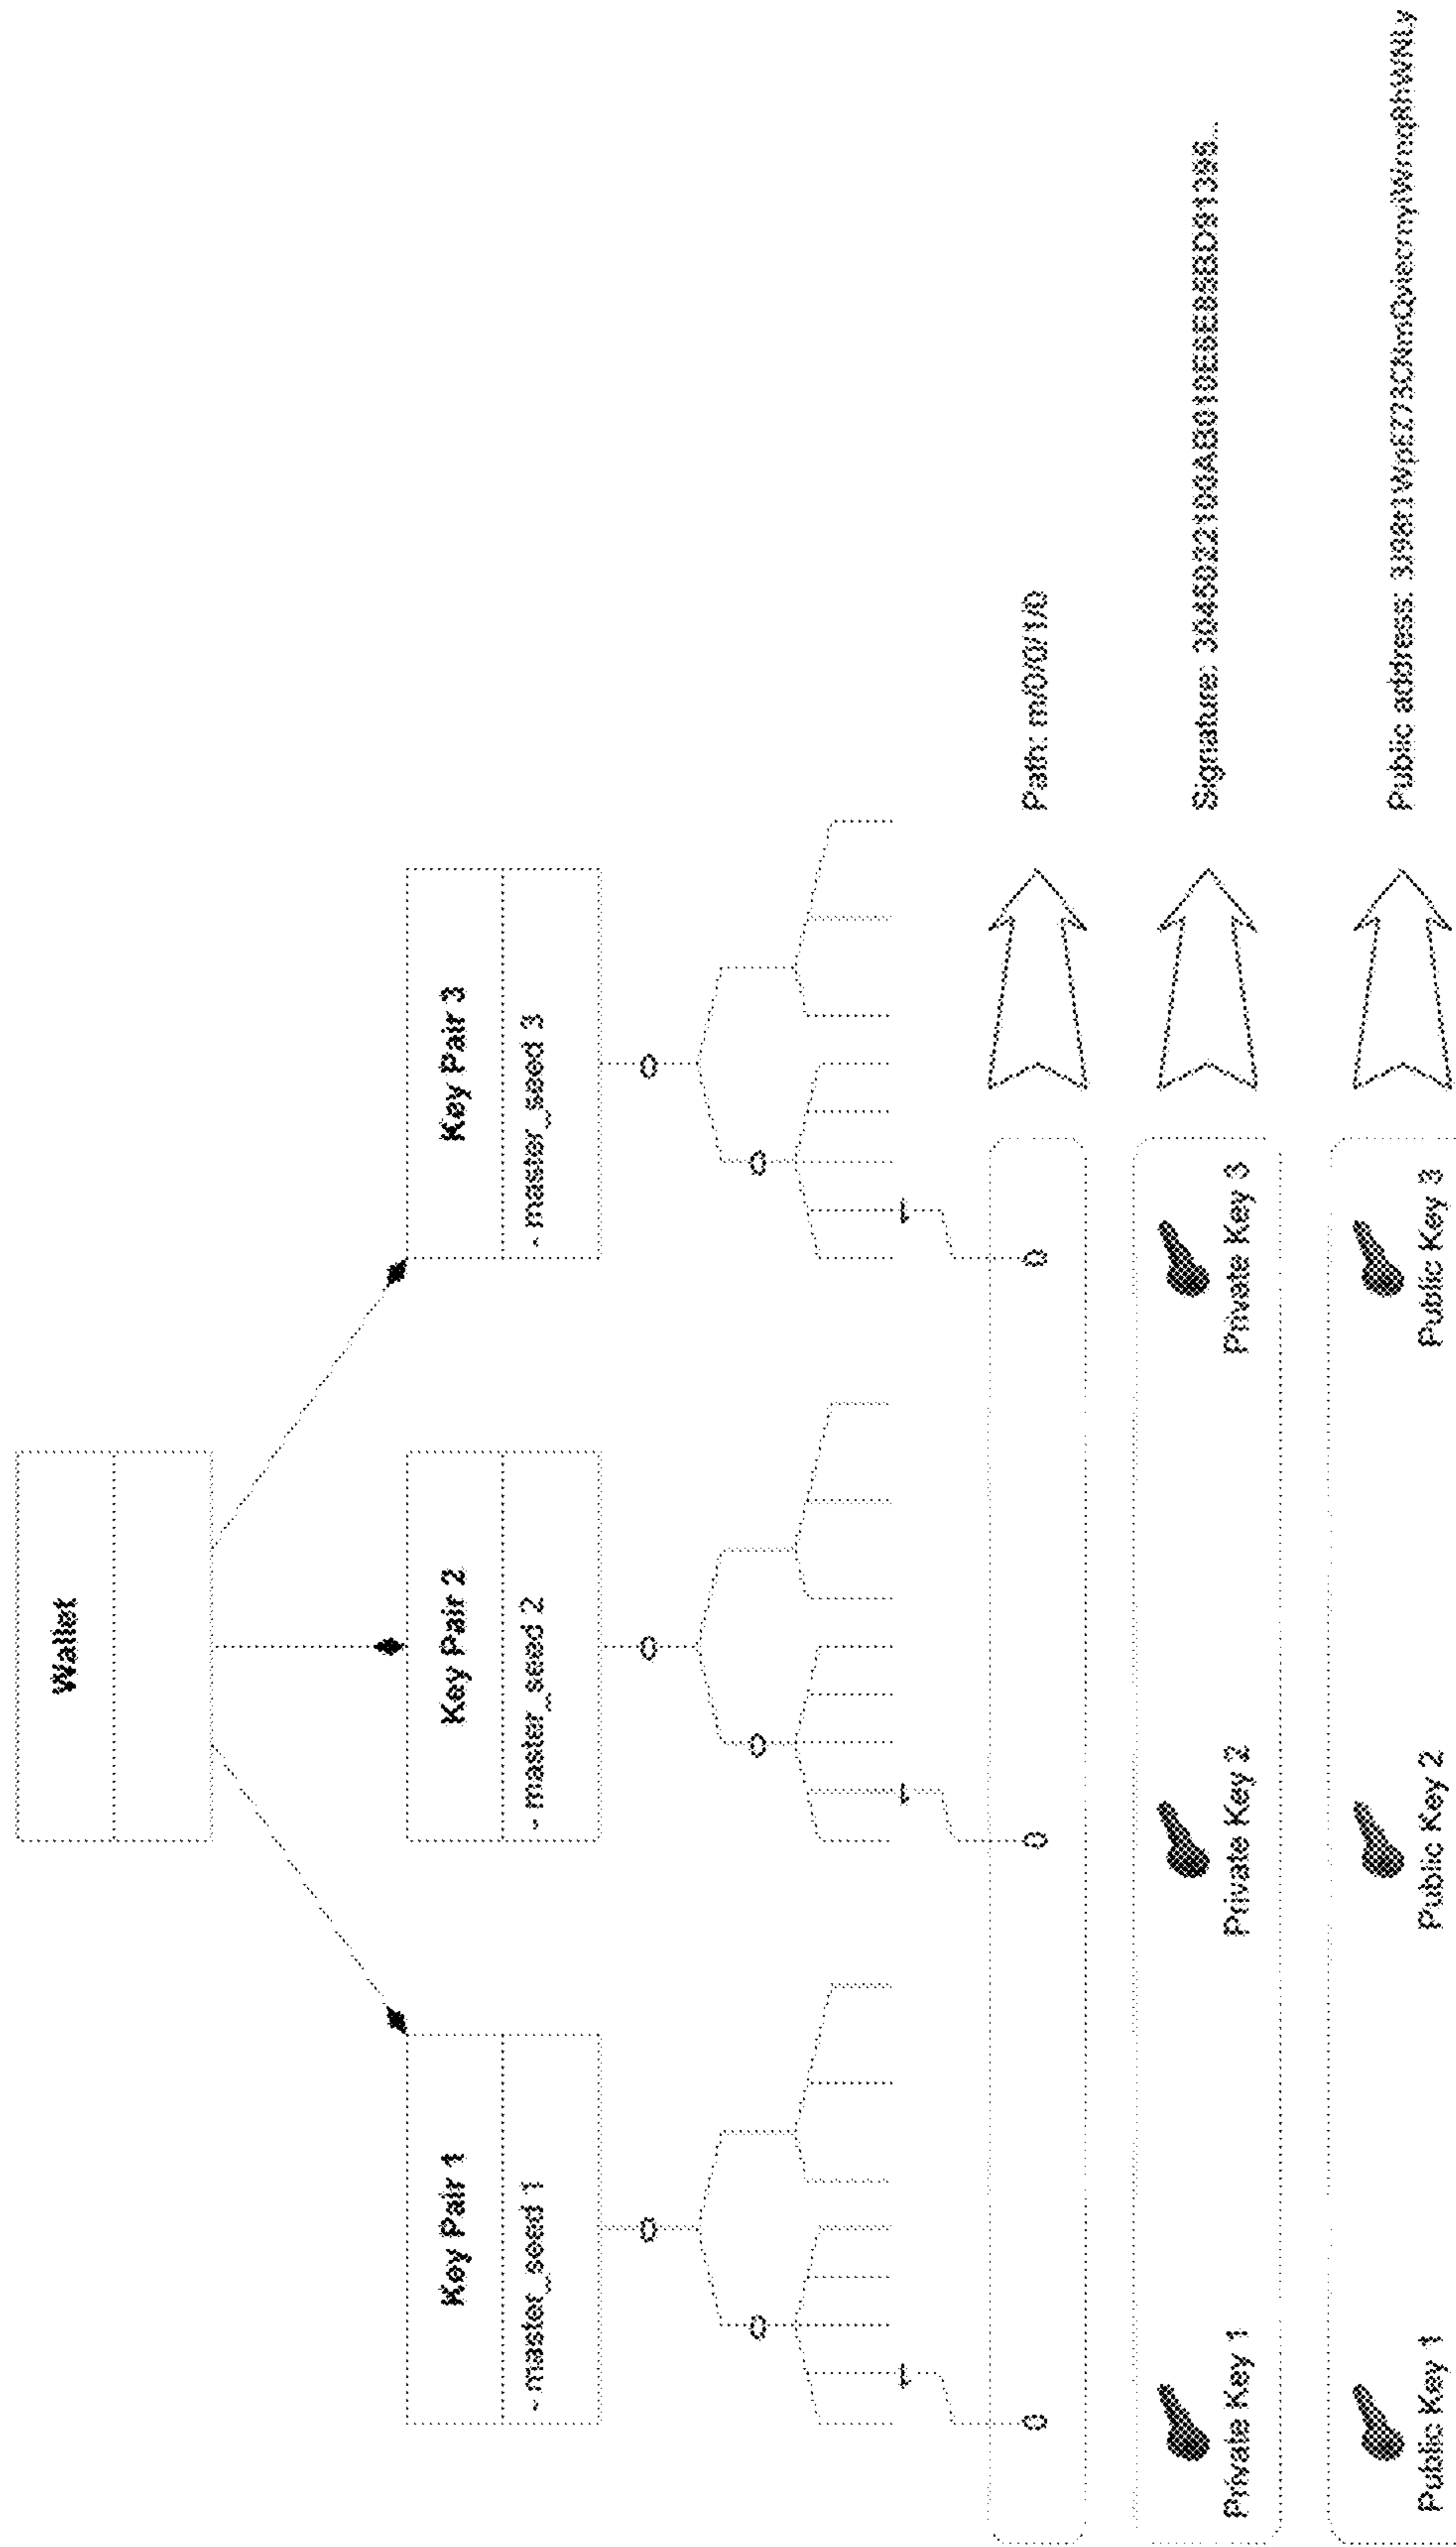 Wallet
Key Pair 1
Key Pair 2
Key Pair 3
- master_seed 1
- master_seed 2
- master_seed 3
0
0
0
0
0
0
1
1
1
0
0
0
Path: m/0/0/1/0
Private Key 1
Private Key 2
Private Key 3
Signature:
Public Key 1
Public Key 2
Public Key 3
Public address: